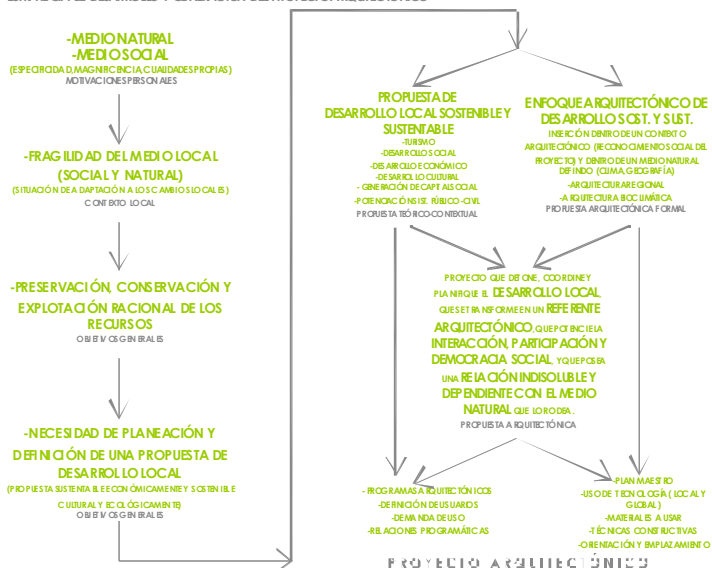 -MEDIO NATURAL
-MEDIO SOCIAL
(ESPECIFICIDAD, MAGNIFICENCIA, CUALIDADES PROPIAS)
MOTIVACIONES PERSONALES
-FRAGILIDAD DEL MEDIO LOCAL
(SOCIAL Y NATURAL)
(SITUACIÓN DE ADAPTACIÓN A LOS CAMBIOS LOCALES)
CONTEXTO LOCAL
-PRESERVACIÓN, CONSERVACIÓN Y
EXPLOTACIÓN RACIONAL DE LOS
RECURSOS
OBJETIVOS GENERALES
-NECESIDAD DE PLANEACIÓN Y
DEFINICIÓN DE UNA PROPUESTA DE
DESARROLLO LOCAL
(PROPUESTA SUSTENTABLE ECONÓMICAMENTE Y SOSTENIBLE
CULTURAL Y ECOLÓGICAMENTE)
OBJETIVOS GENERALES
PROPUESTA DE
DESARROLLO LOCAL SOSTENIBLE Y
SUSTENTABLE
-TURISMO
-DESARROLLO SOCIAL
-DESARROLLO ECONÓMICO
-DESARROLLO CULTURAL
- GENERACIÓN DE CAPITAL SOCIAL
-POTENCIACIÓN SIST. PÚBLICO -CIVIL
PROPUESTA TEÓRICO-CONTEXTUAL
ENFOQUE ARQUITECTÓNICO DE
DESARROLLO SOST. Y SUST.
INSERCIÓN DENTRO DE UN CONTEXTO
ARQUITECTÓNICO (RECONOCIMIENTO SOCIAL DEL
PROYECTO) Y DENTRO DE UN MEDIO NATURAL
DEFINIDO (CLIMA, GEOGRAFÍA)
-ARQUITECTURA REGIONAL
-ARQUITECTURA BIOCLIMATICA
PROPUESTA ARQUITECTÓNICA FORMAL
PROYECTO QUE DETONE, COORDINE Y
PLANIFIQUE EL DESARROLLO LOCAL,
QUE SE TRANSFORME EN UN REFERENTE
ARQUITECTÓNICO, QUE POTENCIE LA
INTERACCIÓN, PARTICIPACIÓN Y
DEMOCRACIA SOCIAL, Y QUE POSEA
UNA RELACIÓN INDISOLUBLE Y
DEPENDIENTE CON EL MEDIO
NATURAL QUE LO RODEA.
PROPUESTA ARQUITECTÓNICA
-PROGRAMAS ARQUITECTÓNICOS
-DEFINICIÓN DE USUARIOS
-DEMANDA DE USO
-RELACIONES PROGRAMÁTICAS
-PLAN MAESTRO
-USO DE TECNOLOGÍA (LOCAL Y
GLOBAL)
-MATERIALES A USAR
-TÉCNICAS CONSTRUCTIVAS
-ORIENTACIÓN Y EMPLAZAMIENTO
PROYECTO ARQUITECTÓNICO